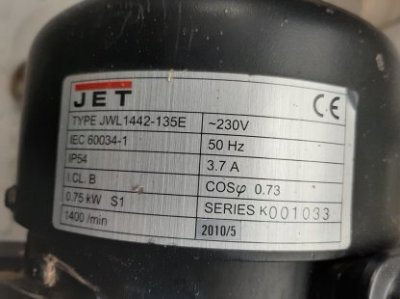 JET
CE
TYPE JWL1442-135E ~230V
IEC 60034-1 50 Hz
IP54 3.7 A
I.CL. B COSφ 0.73
0.75 kW S1 SERIES K001033
1400 /min 2010/5